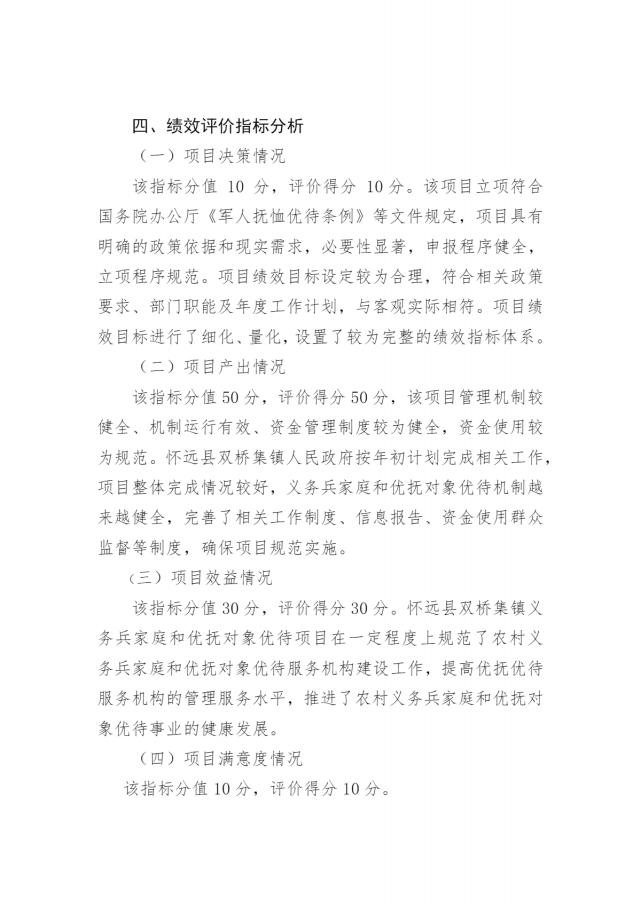 四、绩效评价指标分析
（一）项目决策情况
该指标分值 10 分，评价得分 10 分。该项目立项符合
国务院办公厅《军人抚恤优待条例》等文件规定，项目具有
明确的政策依据和现实需求，必要性显著，申报程序健全，
立项程序规范。项目绩效目标设定较为合理，符合相关政策
要求、部门职能及年度工作计划，与客观实际相符。项目绩
效目标进行了细化、量化，设置了较为完整的绩效指标体系。
（二）项目产出情况
该指标分值50分，评价得分50分，该项目管理机制较
健全、机制运行有效、资金管理制度较为健全，资金使用较
为规范。怀远县双桥集镇人民政府按年初计划完成相关工作，
项目整体完成情况较好，义务兵家庭和优抚对象优待机制越
来越健全，完善了相关工作制度、信息报告、资金使用群众
监督等制度，确保项目规范实施。
（三）项目效益情况
该指标分值30分，评价得分30分。怀远县双桥集镇义
务兵家庭和优抚对象优待项目在一定程度上规范了农村义
务兵家庭和优抚对象优待服务机构建设工作，提高优抚优待
服务机构的管理服务水平，推进了农村义务兵家庭和优抚对
象优待事业的健康发展。
（四）项目满意度情况
该指标分值10分，评价得分10分。